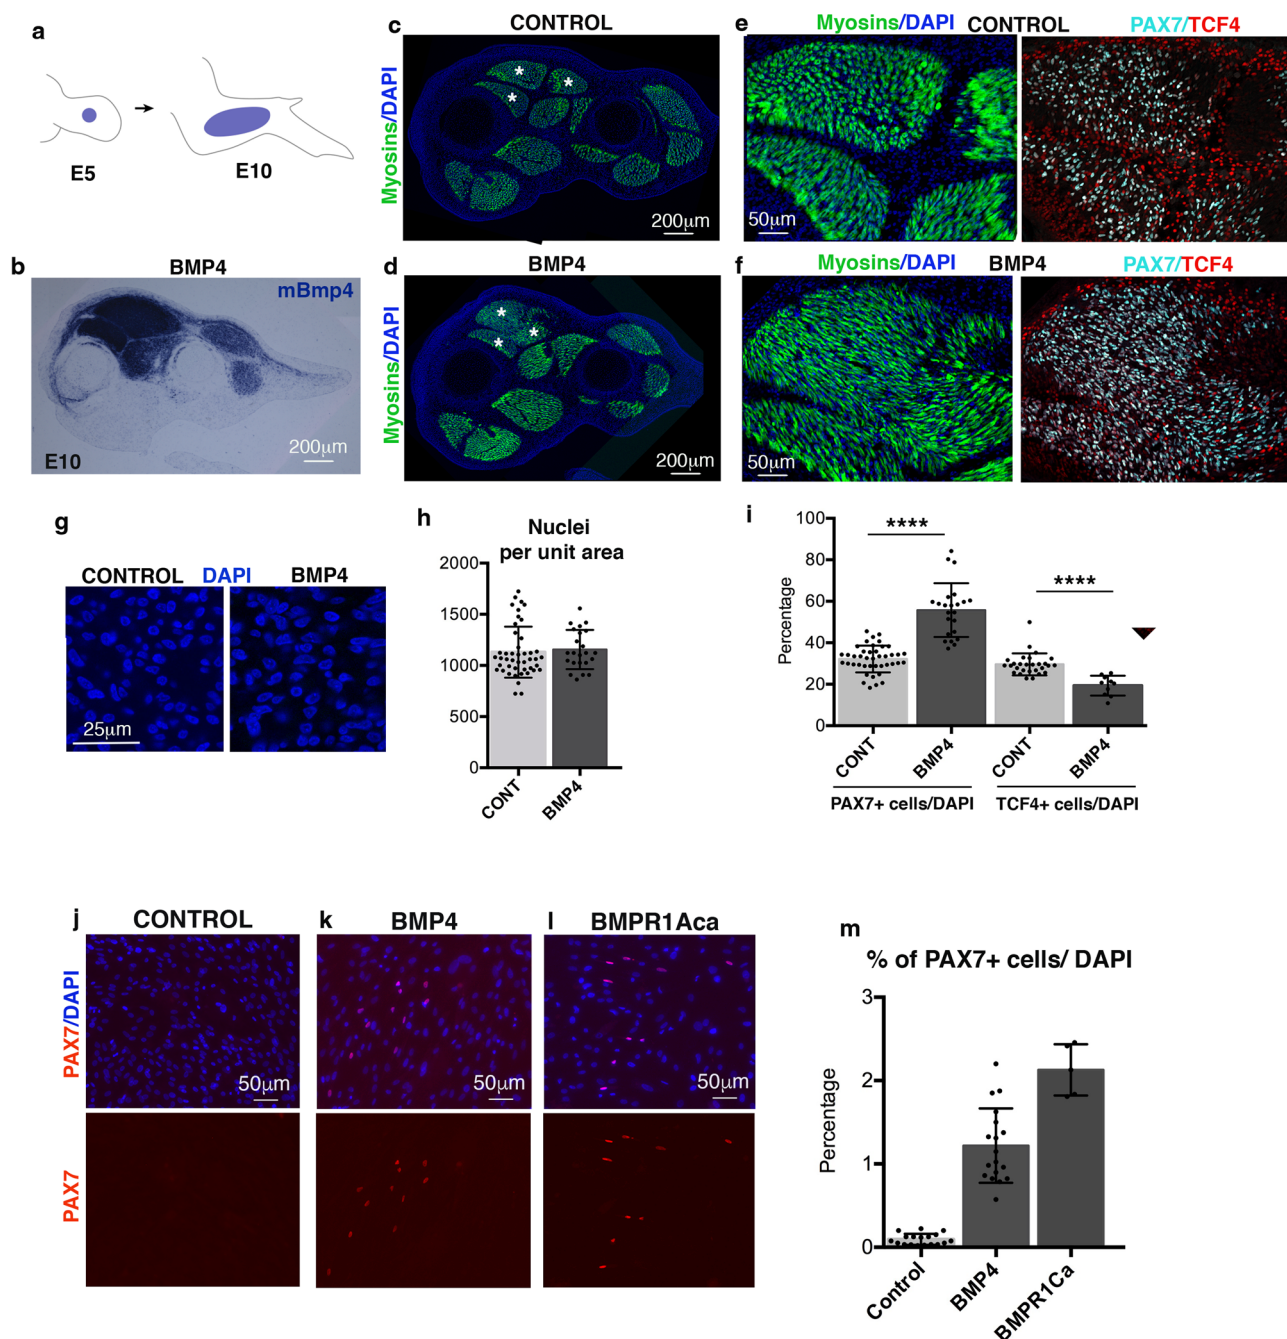 a
E5
E10
b
BMP4
mBmp4
E10
200µm
c
CONTROL
Myosins/DAPI
200µm
d
BMP4
Myosins/DAPI
200µm
e
Myosins/DAPI
CONTROL
PAX7/TCF4
50µm
f
Myosins/DAPI
BMP4
PAX7/TCF4
50µm
g
CONTROL
DAPI
BMP4
25µm
h
Nuclei
per unit area
2000
1500
1000
500
0
CONT
BMP4
i
Percentage
100
80
60
40
20
0
****
****
CONT
BMP4
CONT
BMP4
PAX7+ cells/DAPI
TCF4+ cells/DAPI
j
CONTROL
k
BMP4
l
BMPR1Aca
PAX7/DAPI
50µm
50µm
50µm
PAX7
m
% of PAX7+ cells/ DAPI
Percentage
3
2
1
0
Control
BMP4
BMPR1Ca